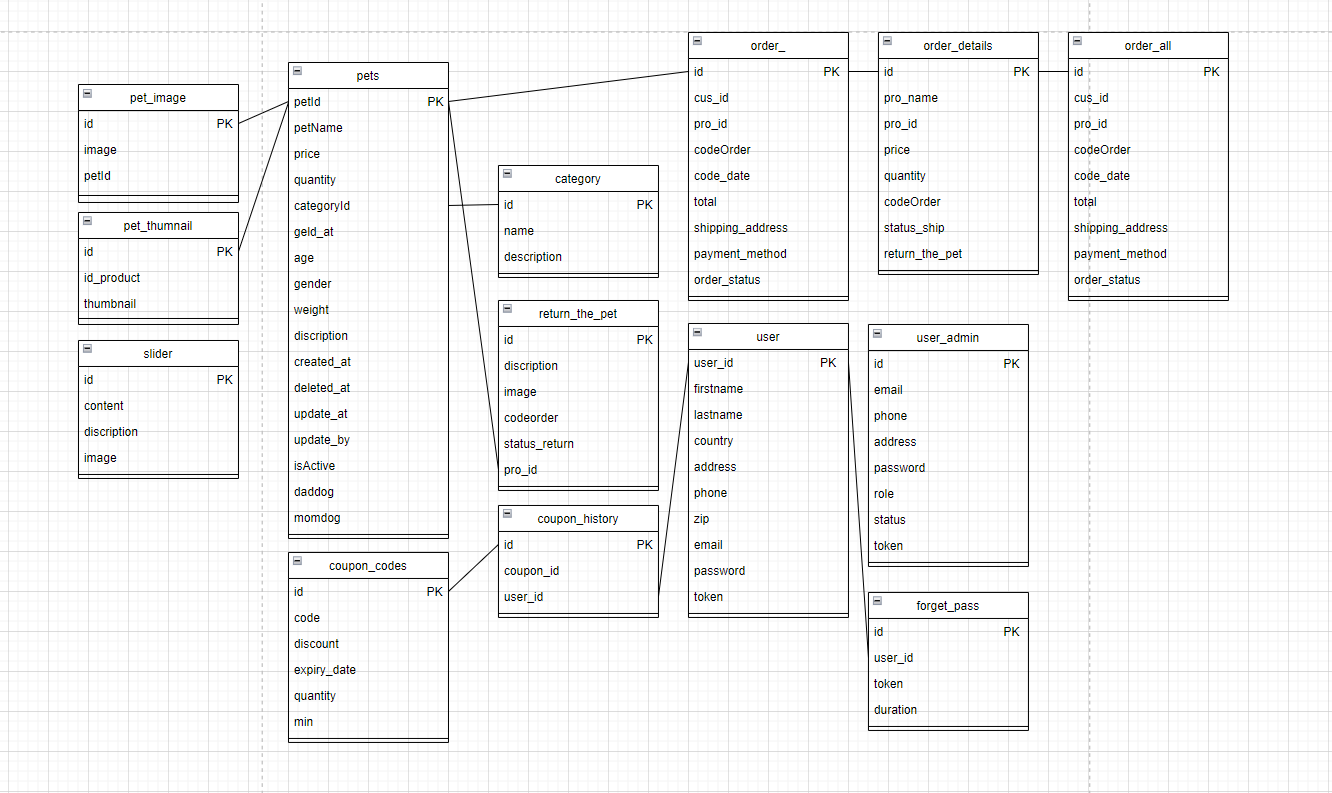 pet_image
id PK
image
petId
pet_thumnail
id PK
id_product
thumbnail
slider
id PK
content
discription
image
pets
petId PK
petName
price
quantity
categoryId
geld_at
age
gender
weight
discription
created_at
deleted_at
update_at
update_by
isActive
daddog
momdog
coupon_codes
id PK
code
discount
expiry_date
quantity
min
category
id PK
name
description
return_the_pet
id PK
discription
image
codeorder
status_return
pro_id
coupon_history
id PK
coupon_id
user_id
order_
id PK
cus_id
pro_id
codeOrder
code_date
total
shipping_address
payment_method
order_status
user
user_id PK
firstname
lastname
country
address
phone
zip
email
password
token
order_details
id PK
pro_name
pro_id
price
quantity
codeOrder
status_ship
return_the_pet
user_admin
id PK
email
phone
address
password
role
status
token
forget_pass
id PK
user_id
token
duration
order_all
id PK
cus_id
pro_id
codeOrder
code_date
total
shipping_address
payment_method
order_status